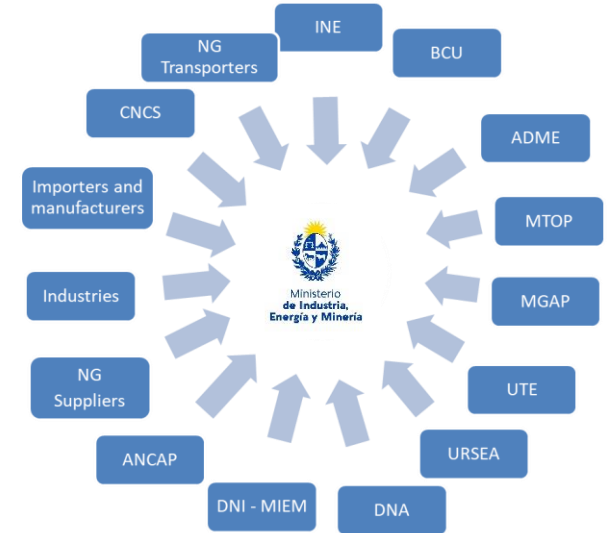 INE
BCU
ADME
MTOP
MGAP
UTE
URSEA
DNA
DNI - MIEM
ANCAP
NG
Suppliers
Industries
Importers and
manufacturers
CNCS
NG
Transporters
Ministerio
de Industria,
Energía y Minería